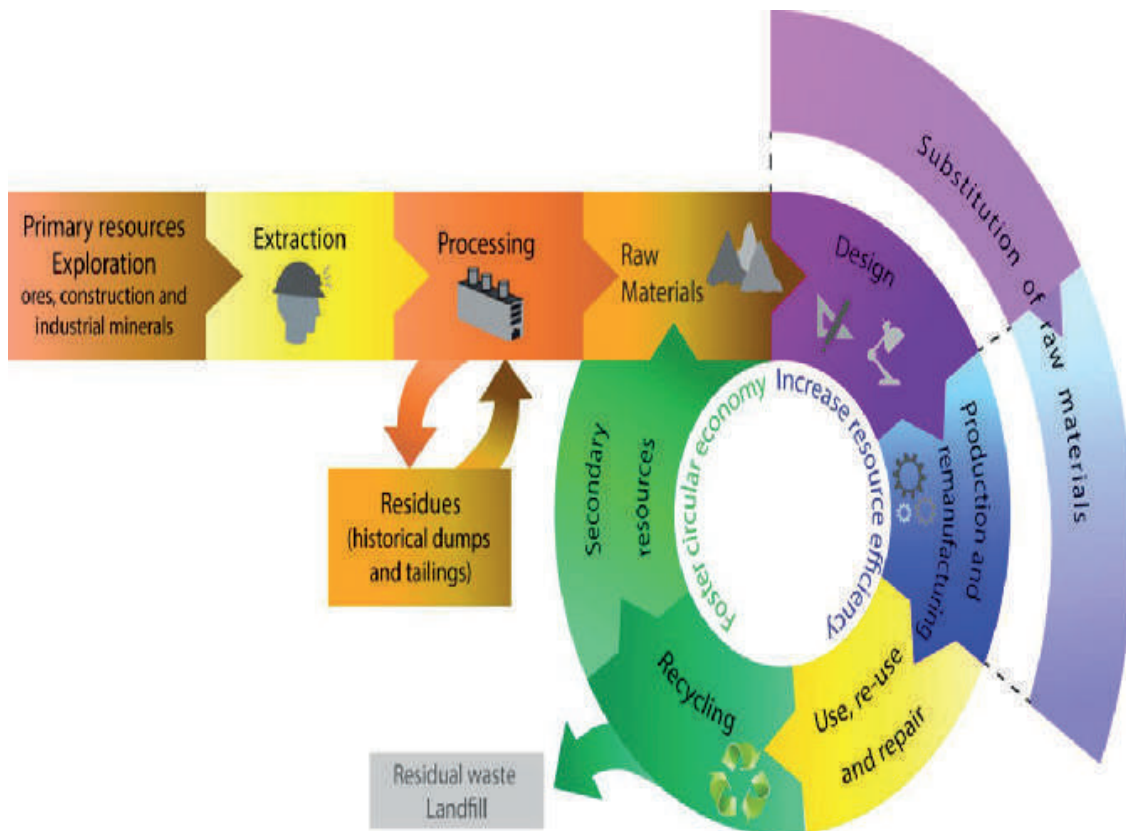 Primary resources
Exploration
ores, construction and
industrial minerals
Extraction
Processing
Raw
Materials
Design
Substitution of raw materials
Production and
remanufacturing
Use, re-use
and repair
Recycling
Secondary
resources
Foster circular economy
Increase resource efficiency
Residues
(historical dumps
and tailings)
Residual waste
Landfill